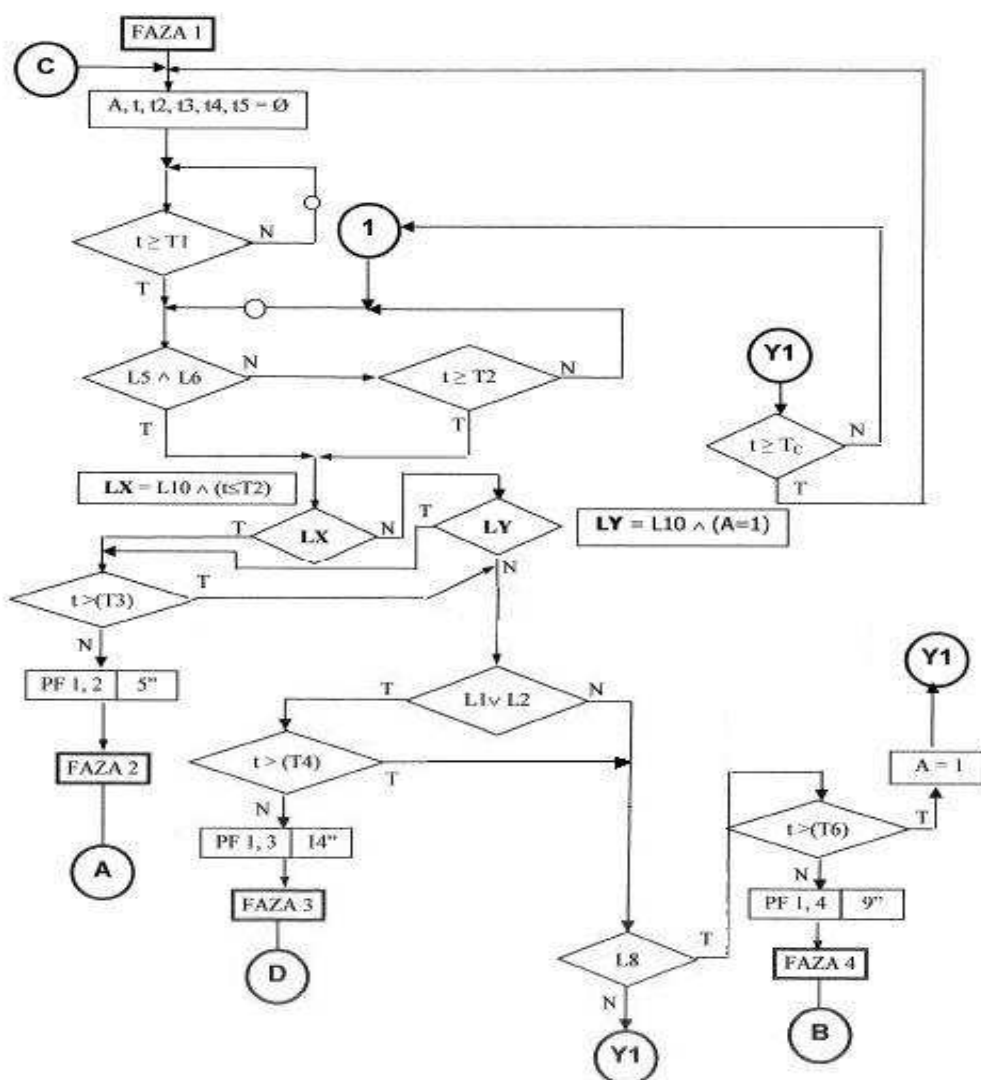 FAZA 1
C
A, t, t2, t3, t4, t5 = Ø
t ≥ T1
N
T
1
L5 ∧ L6
N
T
t ≥ T2
N
T
Y1
t ≥ Tc
N
T
LX = L10 ∧ (t≤T2)
LX
T
N
LY
T
N
LY = L10 ∧ (A=1)
t >(T3)
T
N
PF 1, 2 5”
FAZA 2
A
L1∨ L2
T
N
t > (T4)
T
N
PF 1, 3 14”
FAZA 3
D
Y1
A = 1
t >(T6)
T
N
PF 1, 4 9”
FAZA 4
B
L8
T
N
Y1